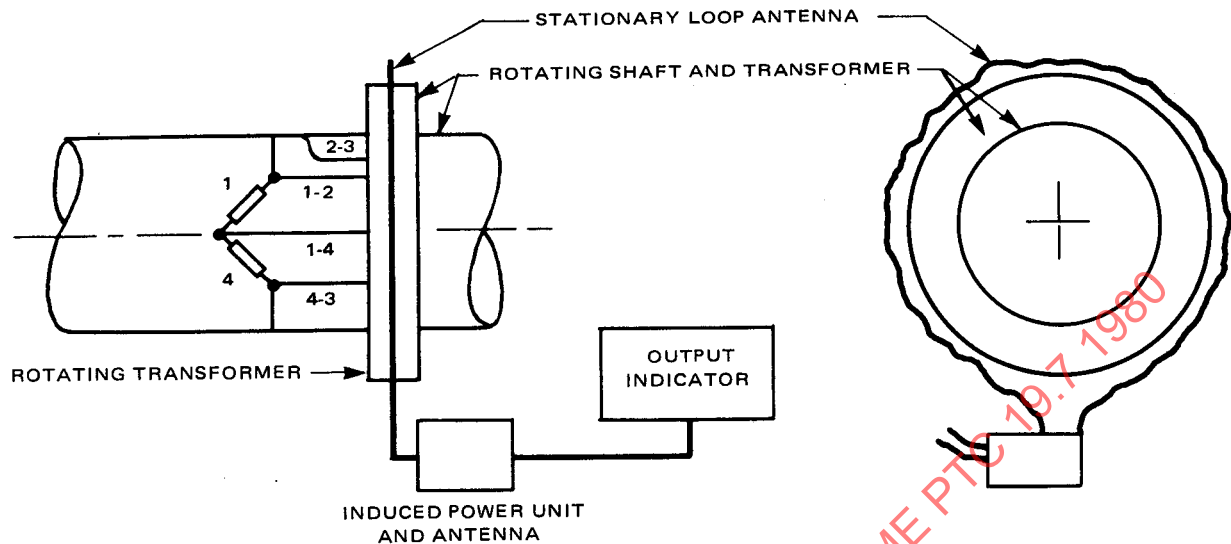 STATIONARY LOOP ANTENNA
ROTATING SHAFT AND TRANSFORMER
2-3
1
1-2
1-4
4
4-3
ROTATING TRANSFORMER
OUTPUT
INDICATOR
INDUCED POWER UNIT
AND ANTENNA
ME PTC 19.7 1980